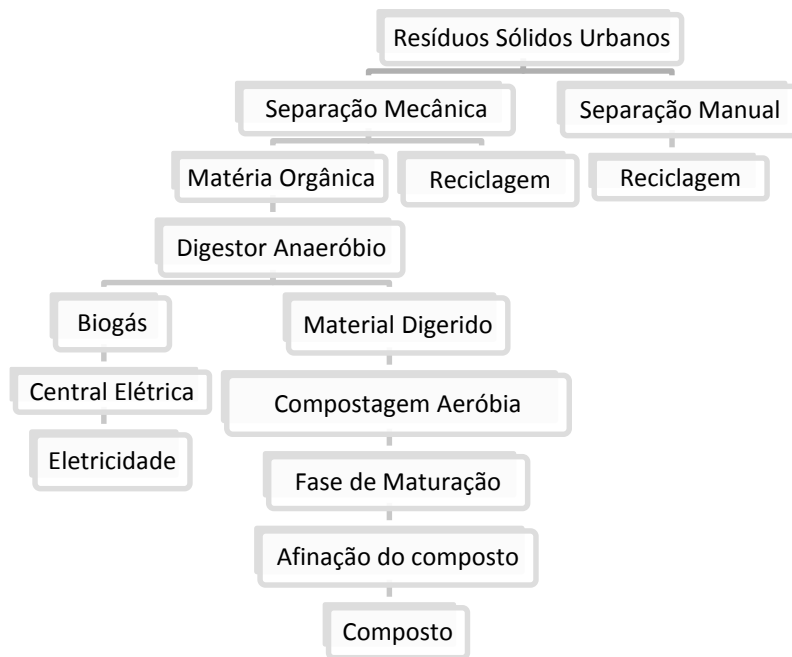 Resíduos Sólidos Urbanos
Separação Mecânica
Separação Manual
Matéria Orgânica
Reciclagem
Reciclagem
Digestor Anaeróbio
Biogás
Material Digerido
Central Elétrica
Compostagem Aeróbia
Eletricidade
Fase de Maturação
Afinação do composto
Composto